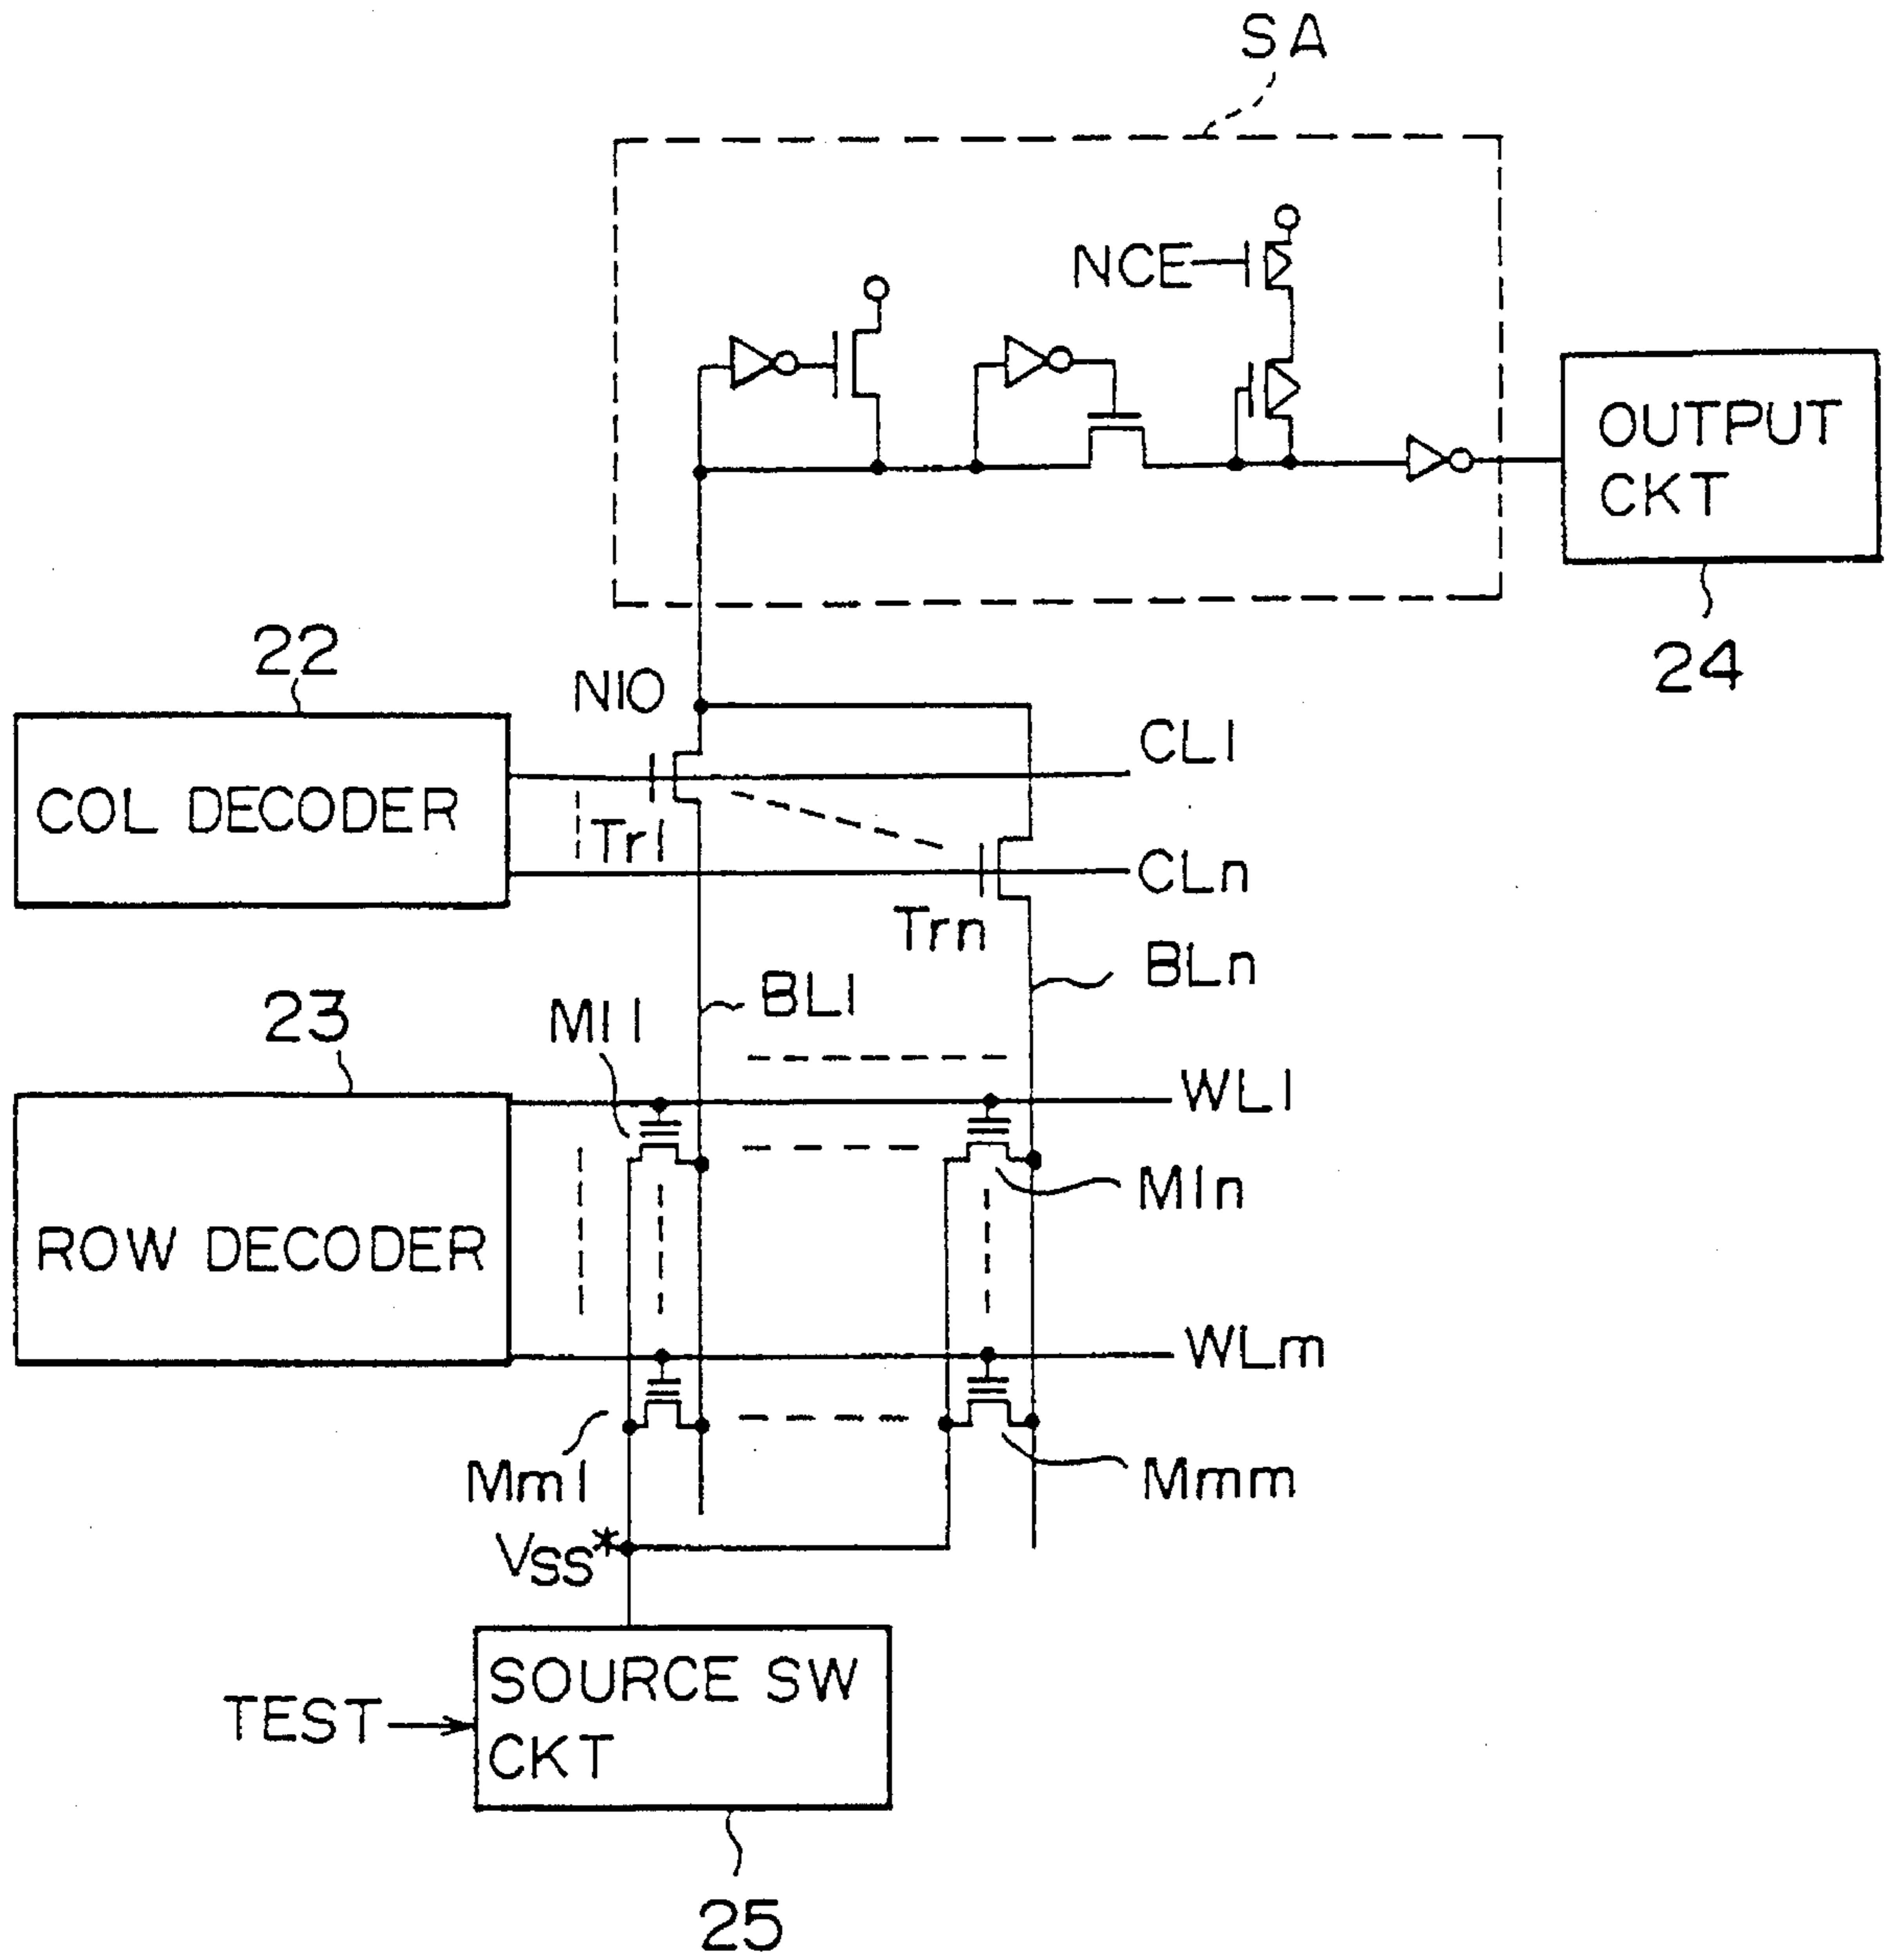 SA
NCE
OUTPUT
CKT
24
22
NIO
COL DECODER
CL1
Tr1
CLn
Trn
BLn
BL1
23
M11
WL1
M1n
ROW DECODER
WLm
Mm1
Mmm
VSS*
SOURCE SW
CKT
TEST
25